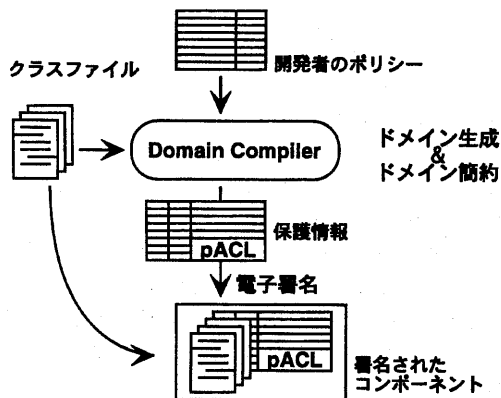 クラスファイル
開発者のポリシー
Domain Compiler
ドメイン生成
&
ドメイン簡約
pACL
保護情報
電子署名
pACL
署名された
コンポーネント